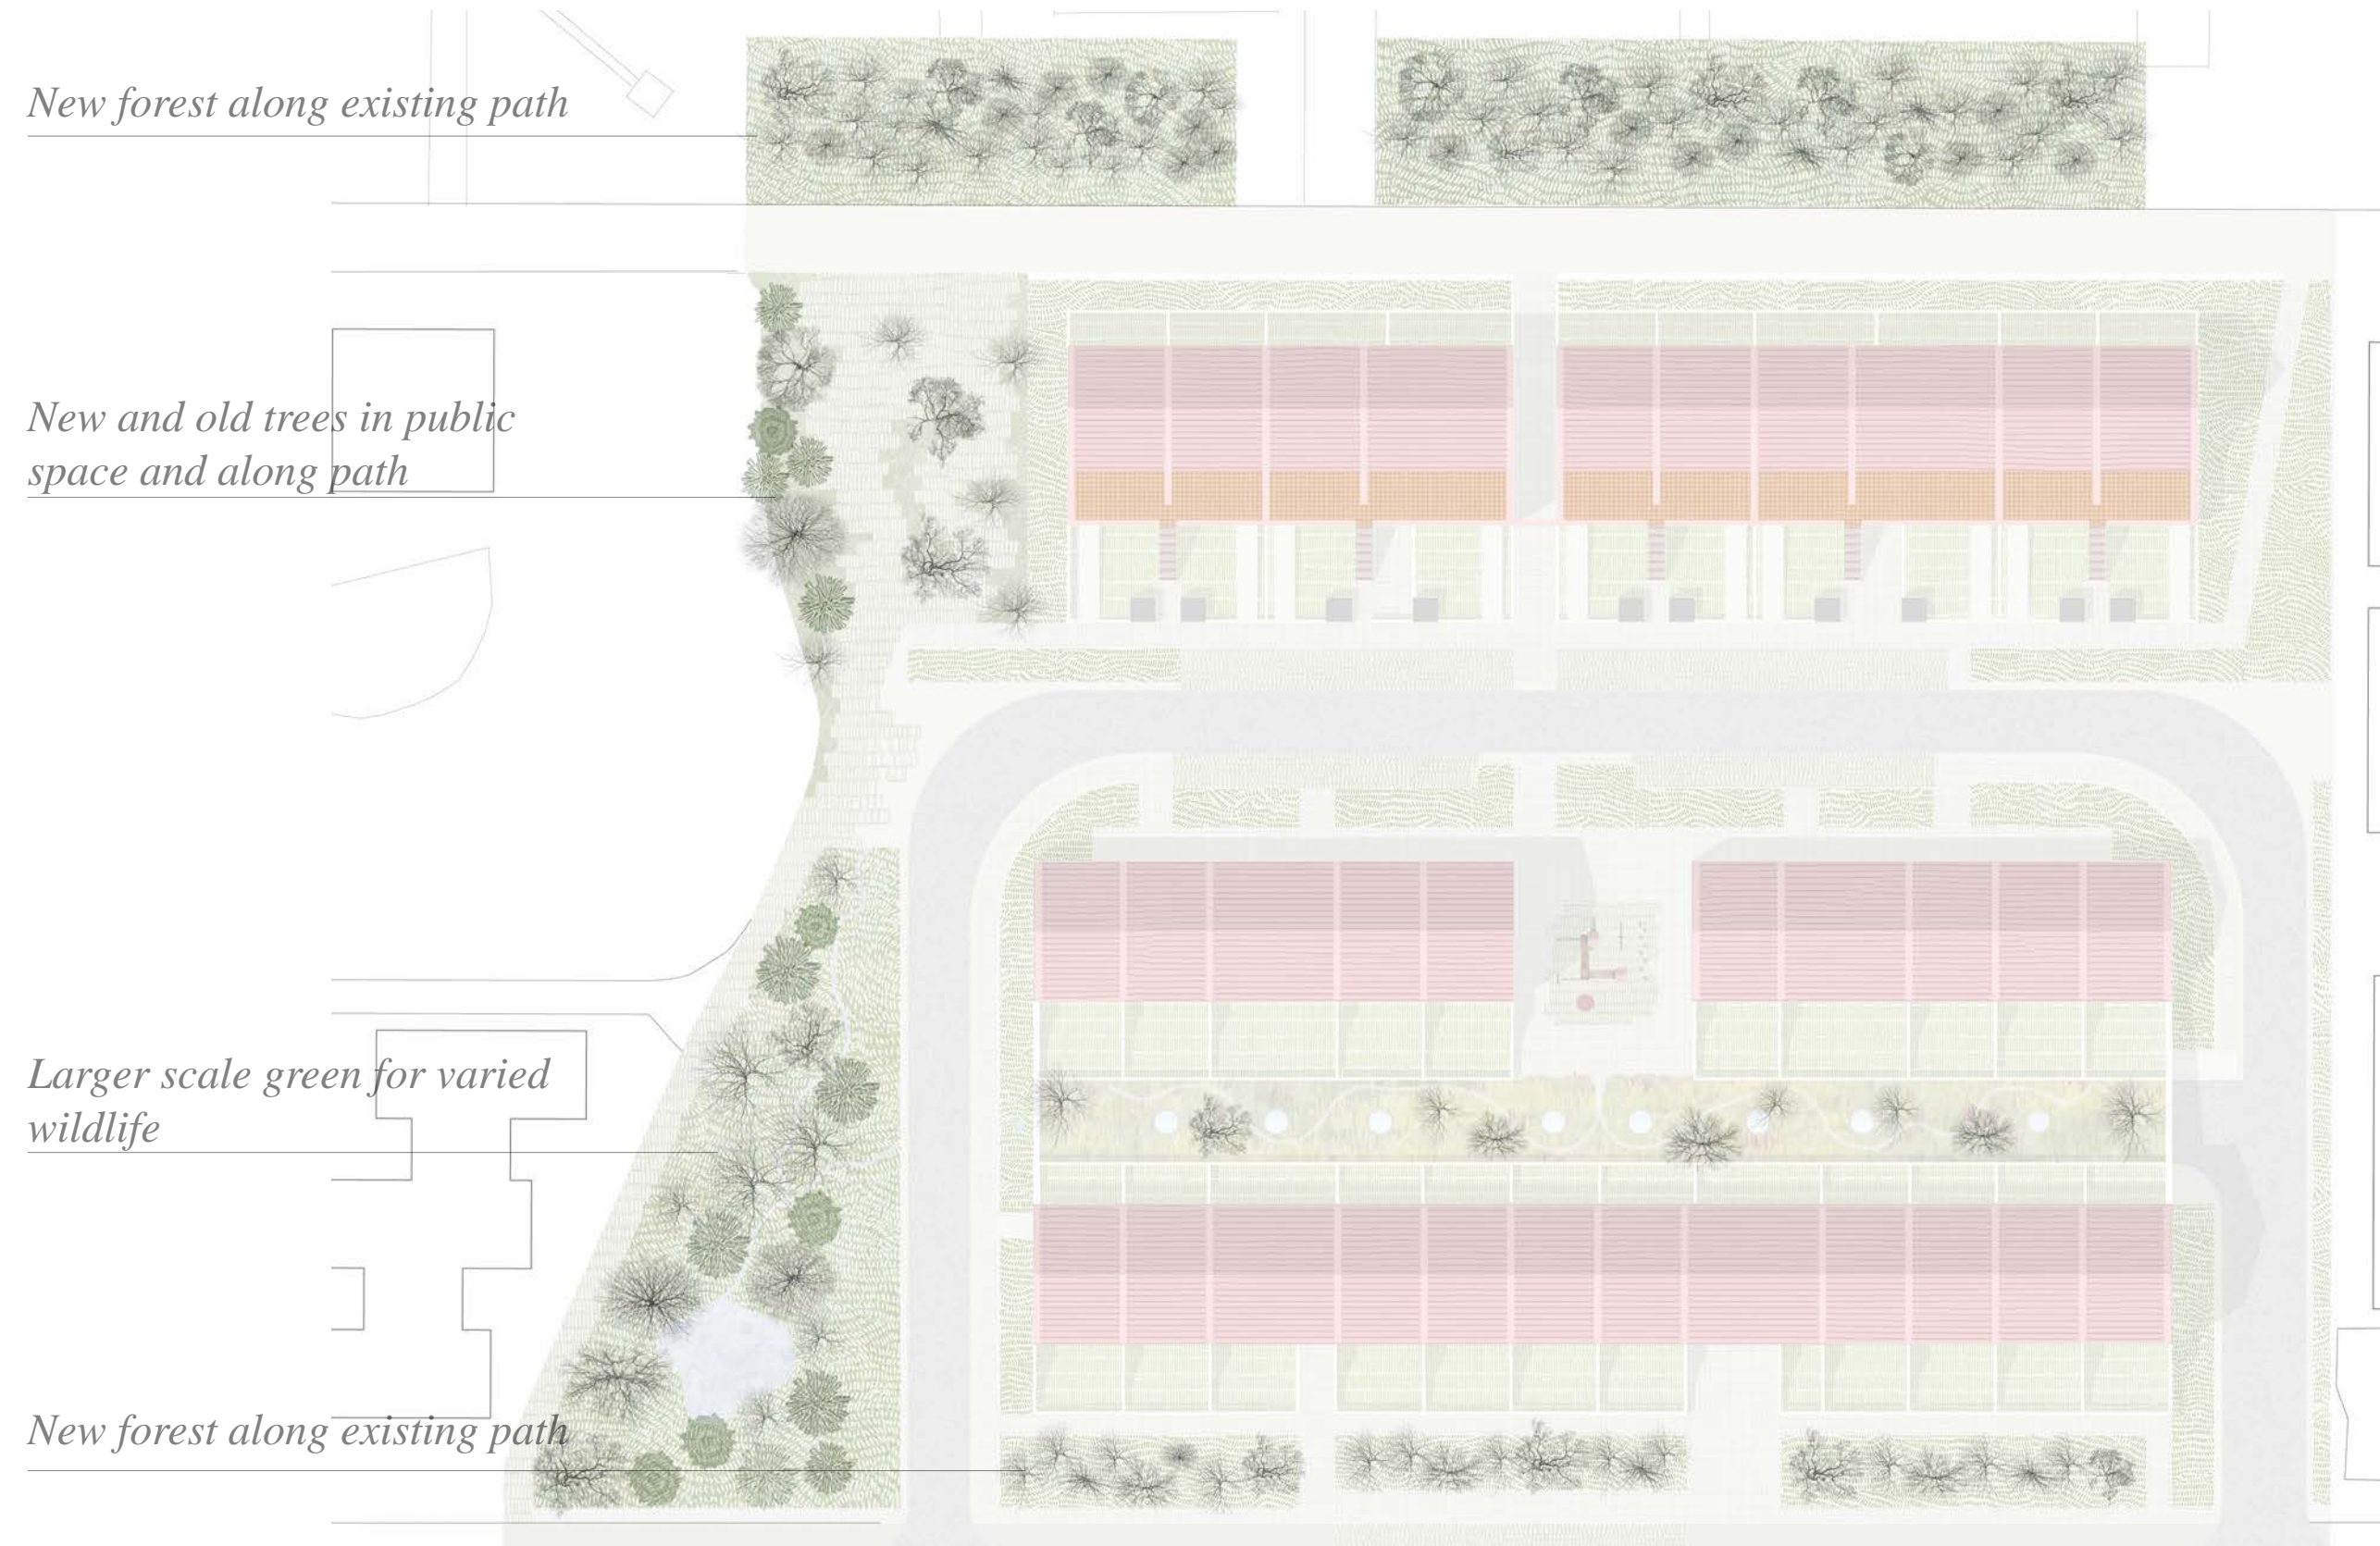 New forest along existing path
New and old trees in public
space and along path
Larger scale green for varied
wildlife
New forest along existing path